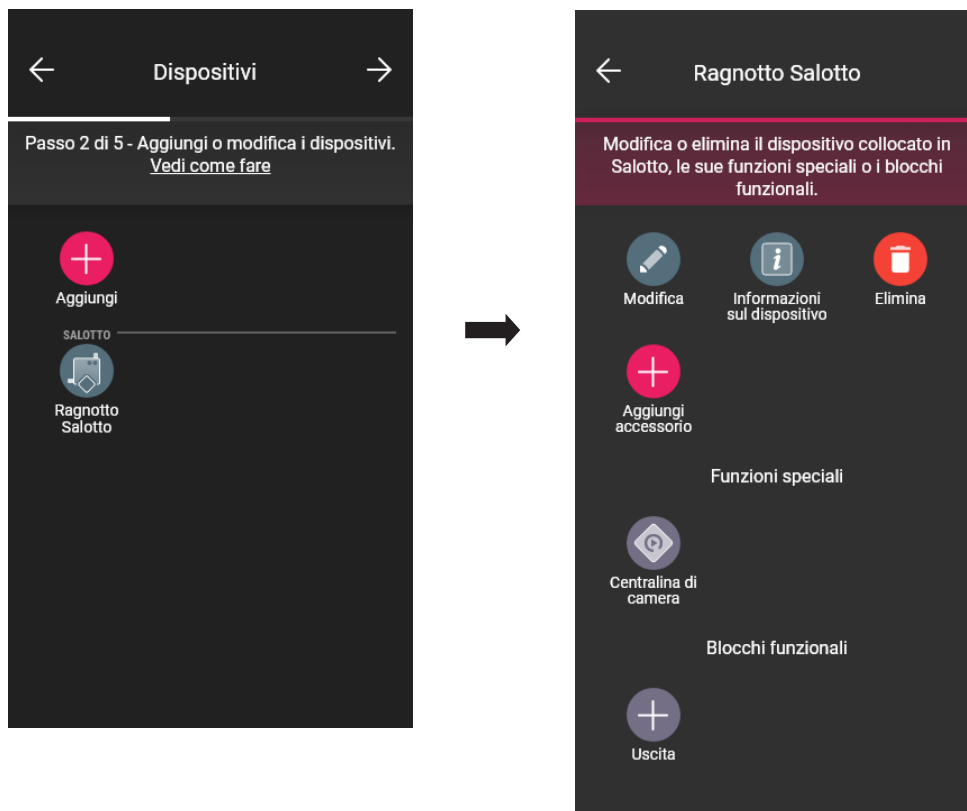 Dispositivi
Passo 2 di 5 - Aggiungi o modifica i dispositivi.
Vedi come fare
Aggiungi
SALOTTO
Ragnotto
Salotto
Ragnotto Salotto
Modifica o elimina il dispositivo collocato in
Salotto, le sue funzioni speciali o i blocchi
funzionali.
Modifica
Informazioni
sul dispositivo
Elimina
Aggiungi
accessorio
Funzioni speciali
Centralina di
camera
Blocchi funzionali
Uscita